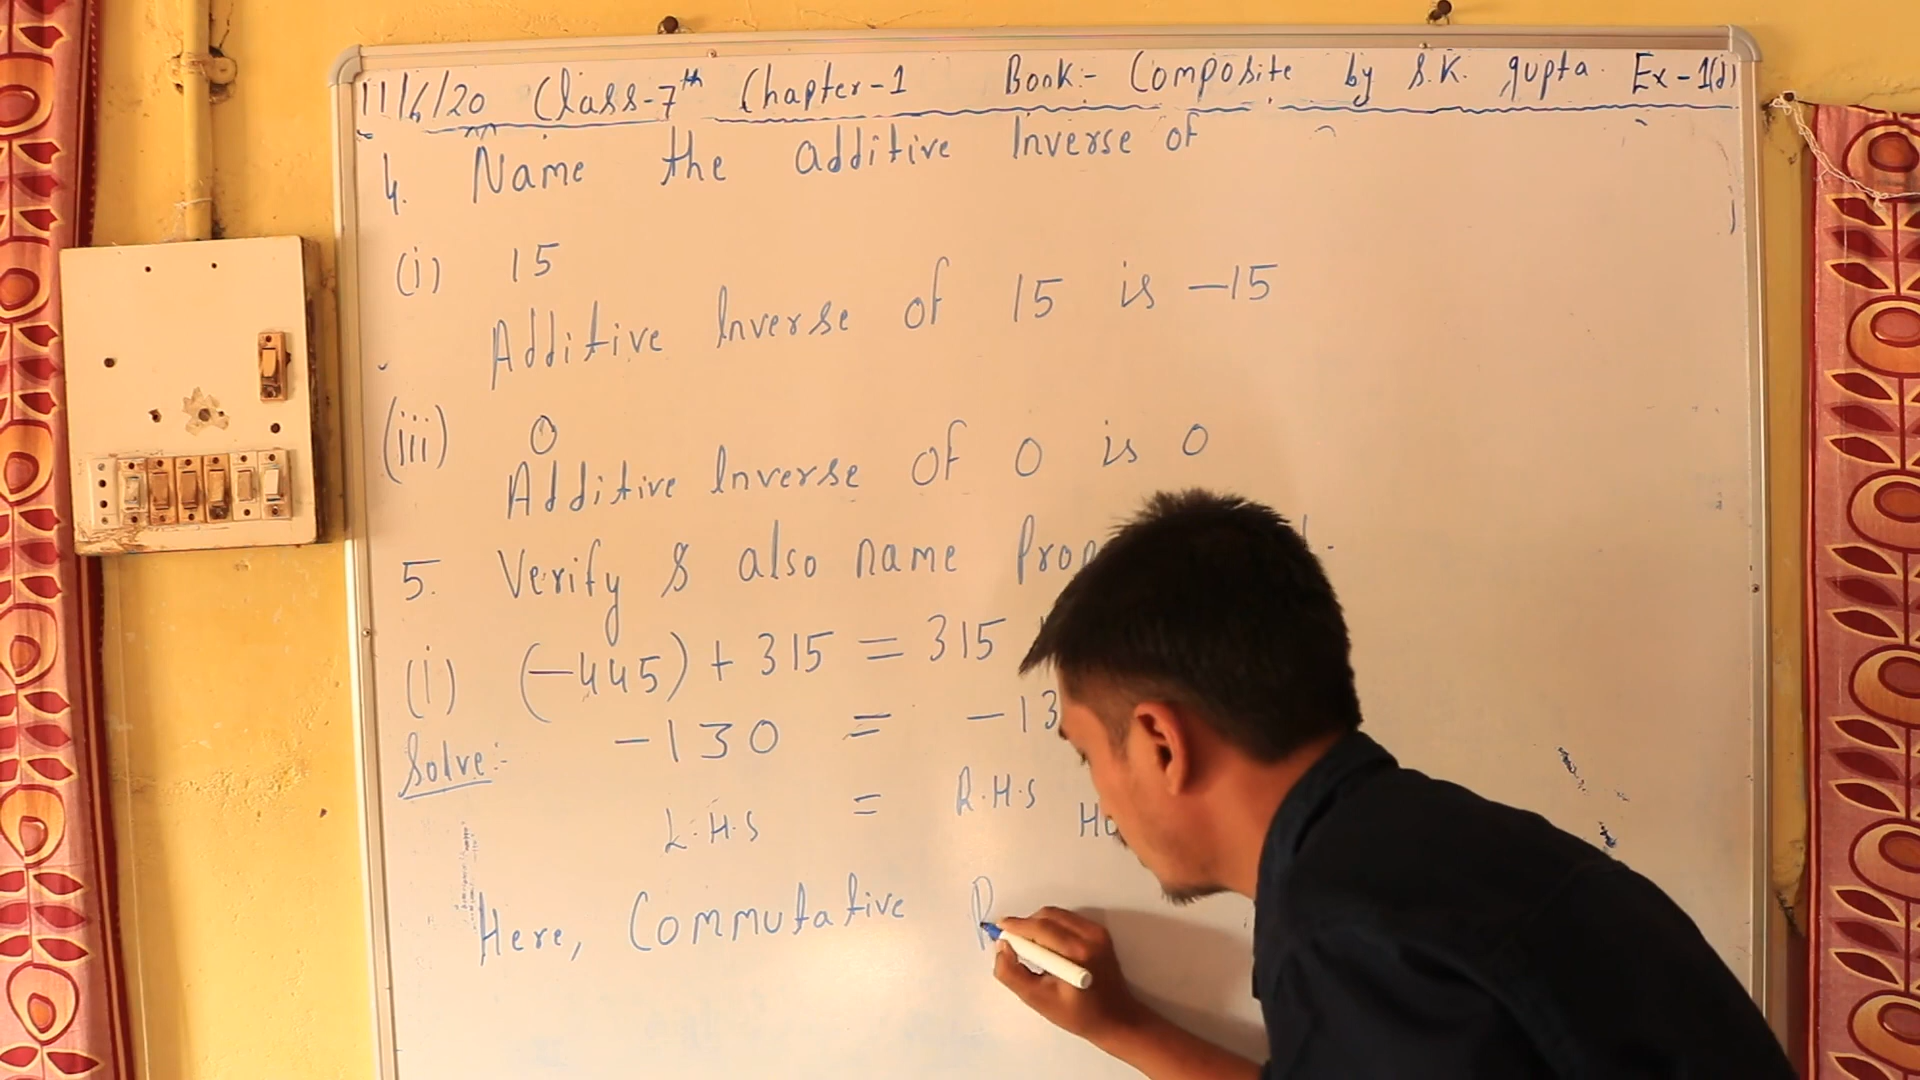 11/6/20 Class-7th Chapter-1 Book:- Composite by S.K. gupta Ex-1(d)
4. Name the additive Inverse of
(i) 15
Additive Inverse of 15 is -15
(iii) 0
Additive Inverse of 0 is 0
5. Verify & also name
(i) (-445) + 315 = 315
Solve:- -130 =
L.H.S = R.H.S
Here, Commutative